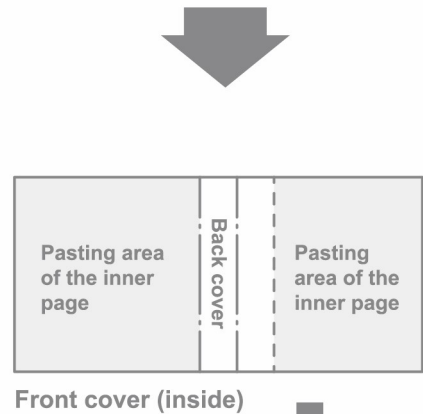 Pasting area
of the inner
page
Back cover
Pasting
area of the
inner page
Front cover (inside)